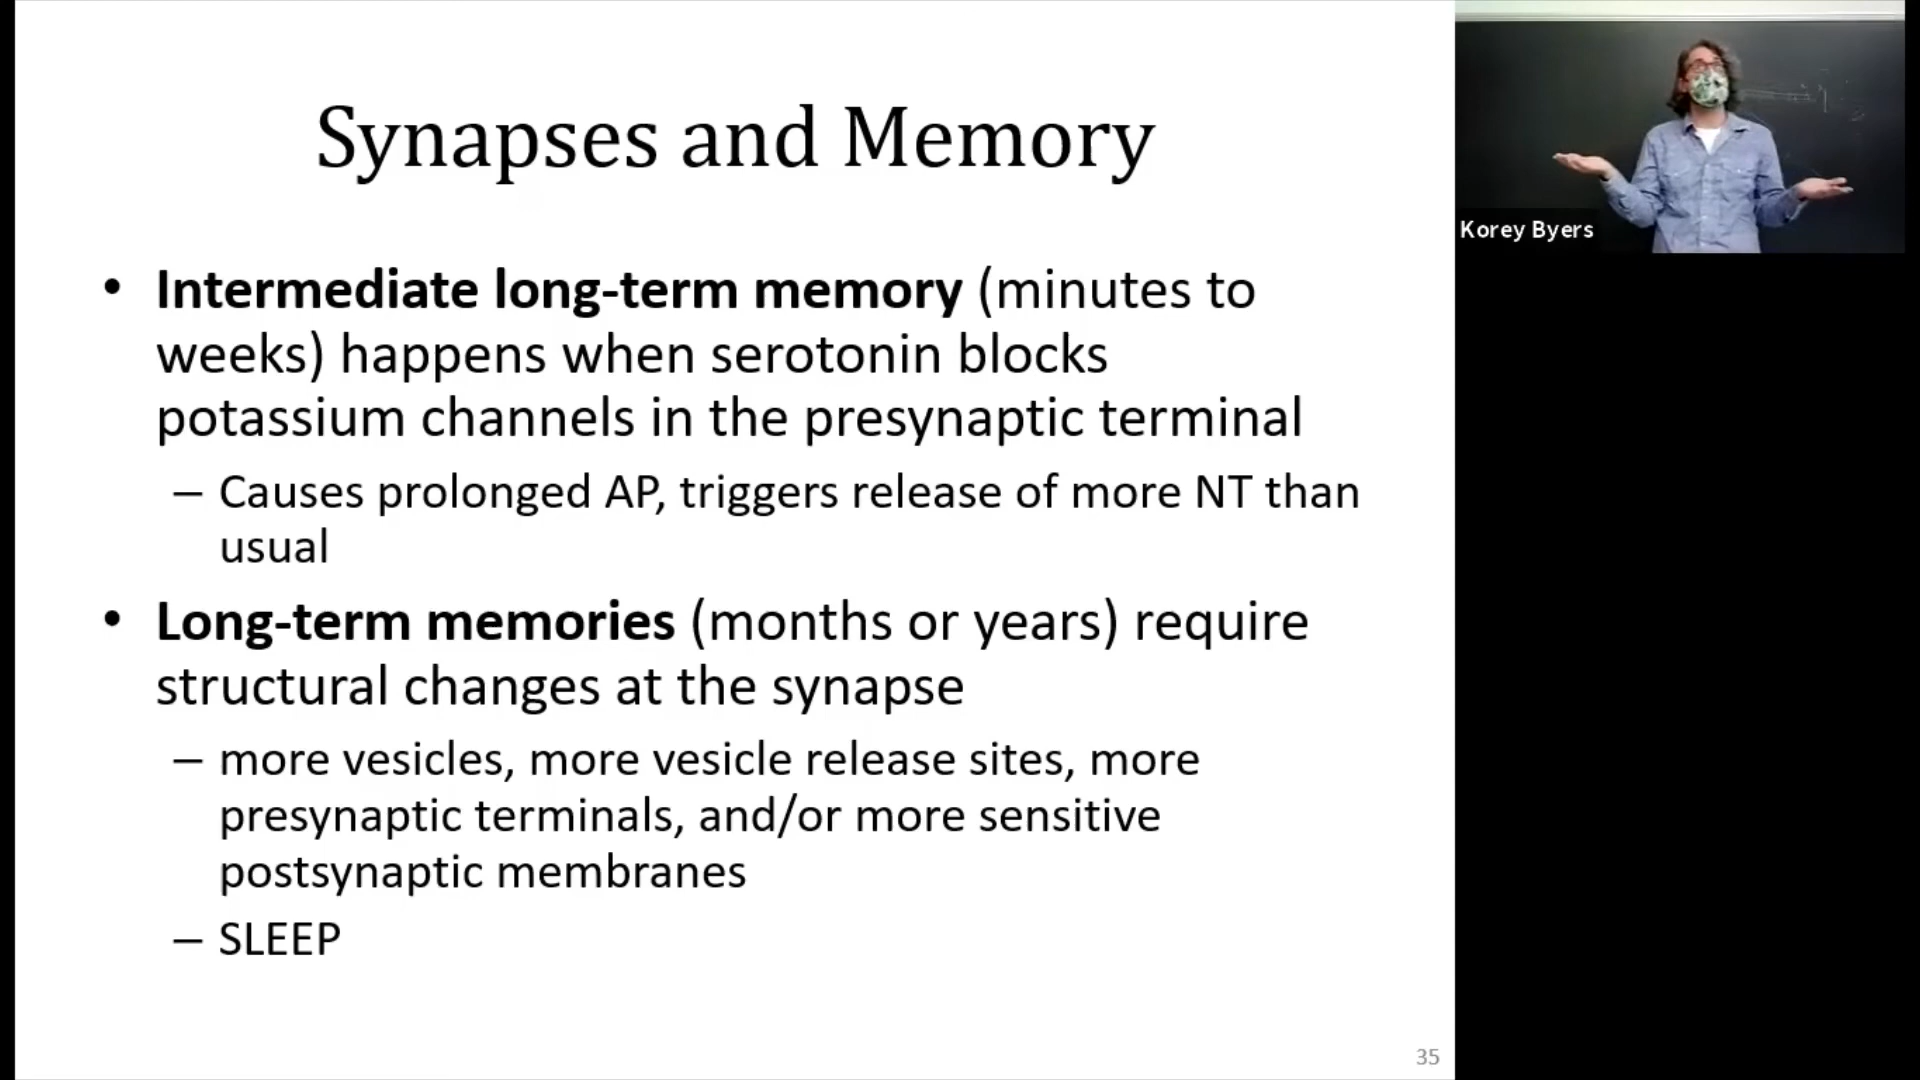 Synapses and Memory
• Intermediate long-term memory (minutes to
weeks) happens when serotonin blocks
potassium channels in the presynaptic terminal
– Causes prolonged AP, triggers release of more NT than
usual
• Long-term memories (months or years) require
structural changes at the synapse
– more vesicles, more vesicle release sites, more
presynaptic terminals, and/or more sensitive
postsynaptic membranes
– SLEEP
35
Korey Byers